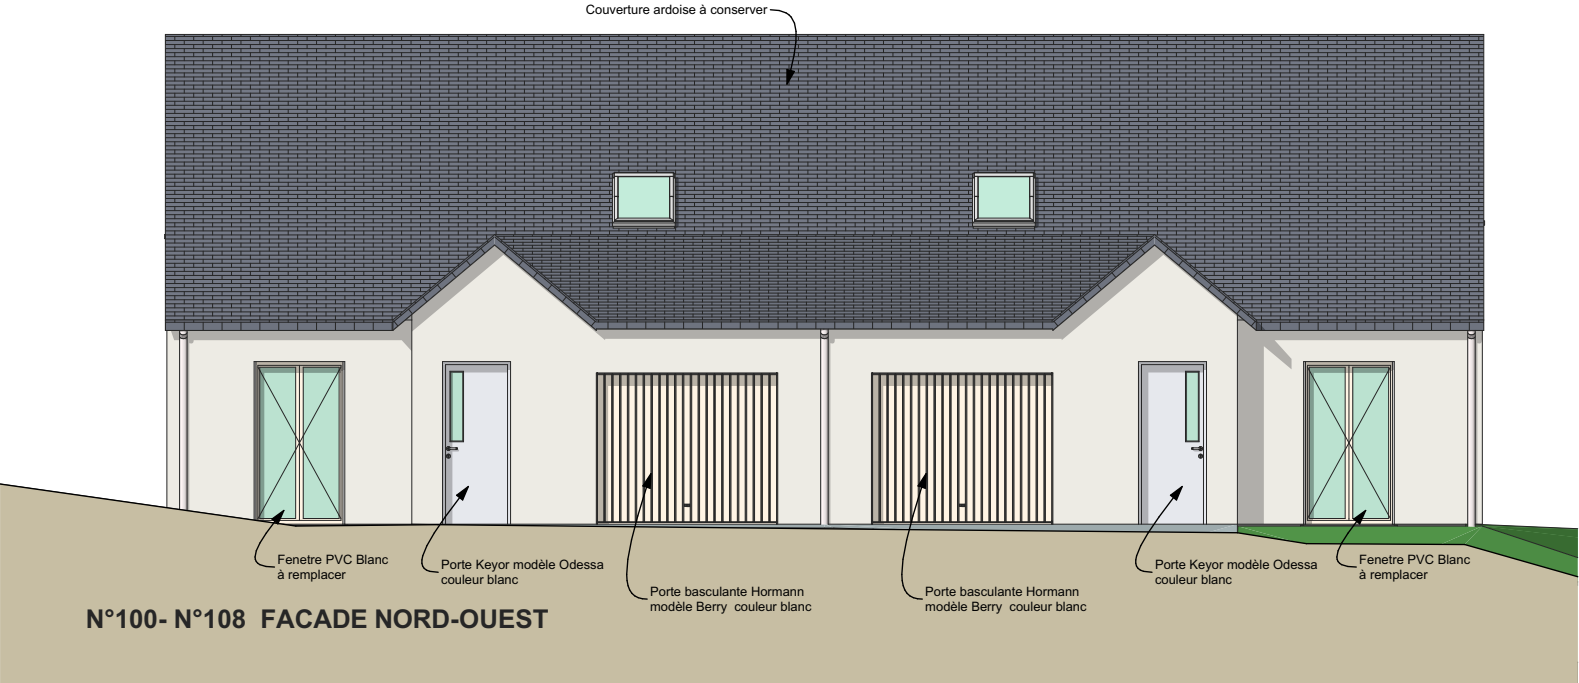 Couverture ardoise à conserver
Fenetre PVC Blanc
à remplacer
Porte Keyor modèle Odessa
couleur blanc
Porte basculante Hormann
modèle Berry  couleur blanc
Porte basculante Hormann
modèle Berry  couleur blanc
Porte Keyor modèle Odessa
couleur blanc
Fenetre PVC Blanc
à remplacer
N°100- N°108  FACADE NORD-OUEST